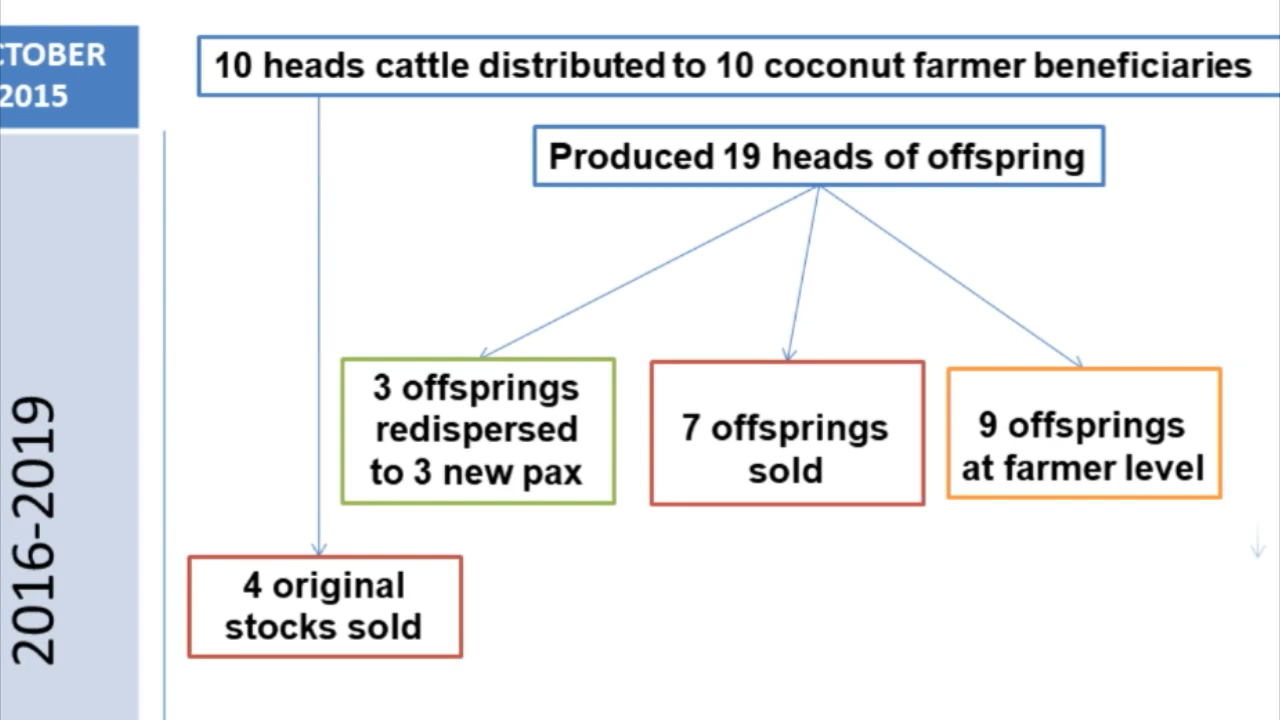 CTOBER
2015
10 heads cattle distributed to 10 coconut farmer beneficiaries
Produced 19 heads of offspring
3 offsprings
redispersed
to 3 new pax
7 offsprings
sold
9 offsprings
at farmer level
2016-2019
4 original
stocks sold